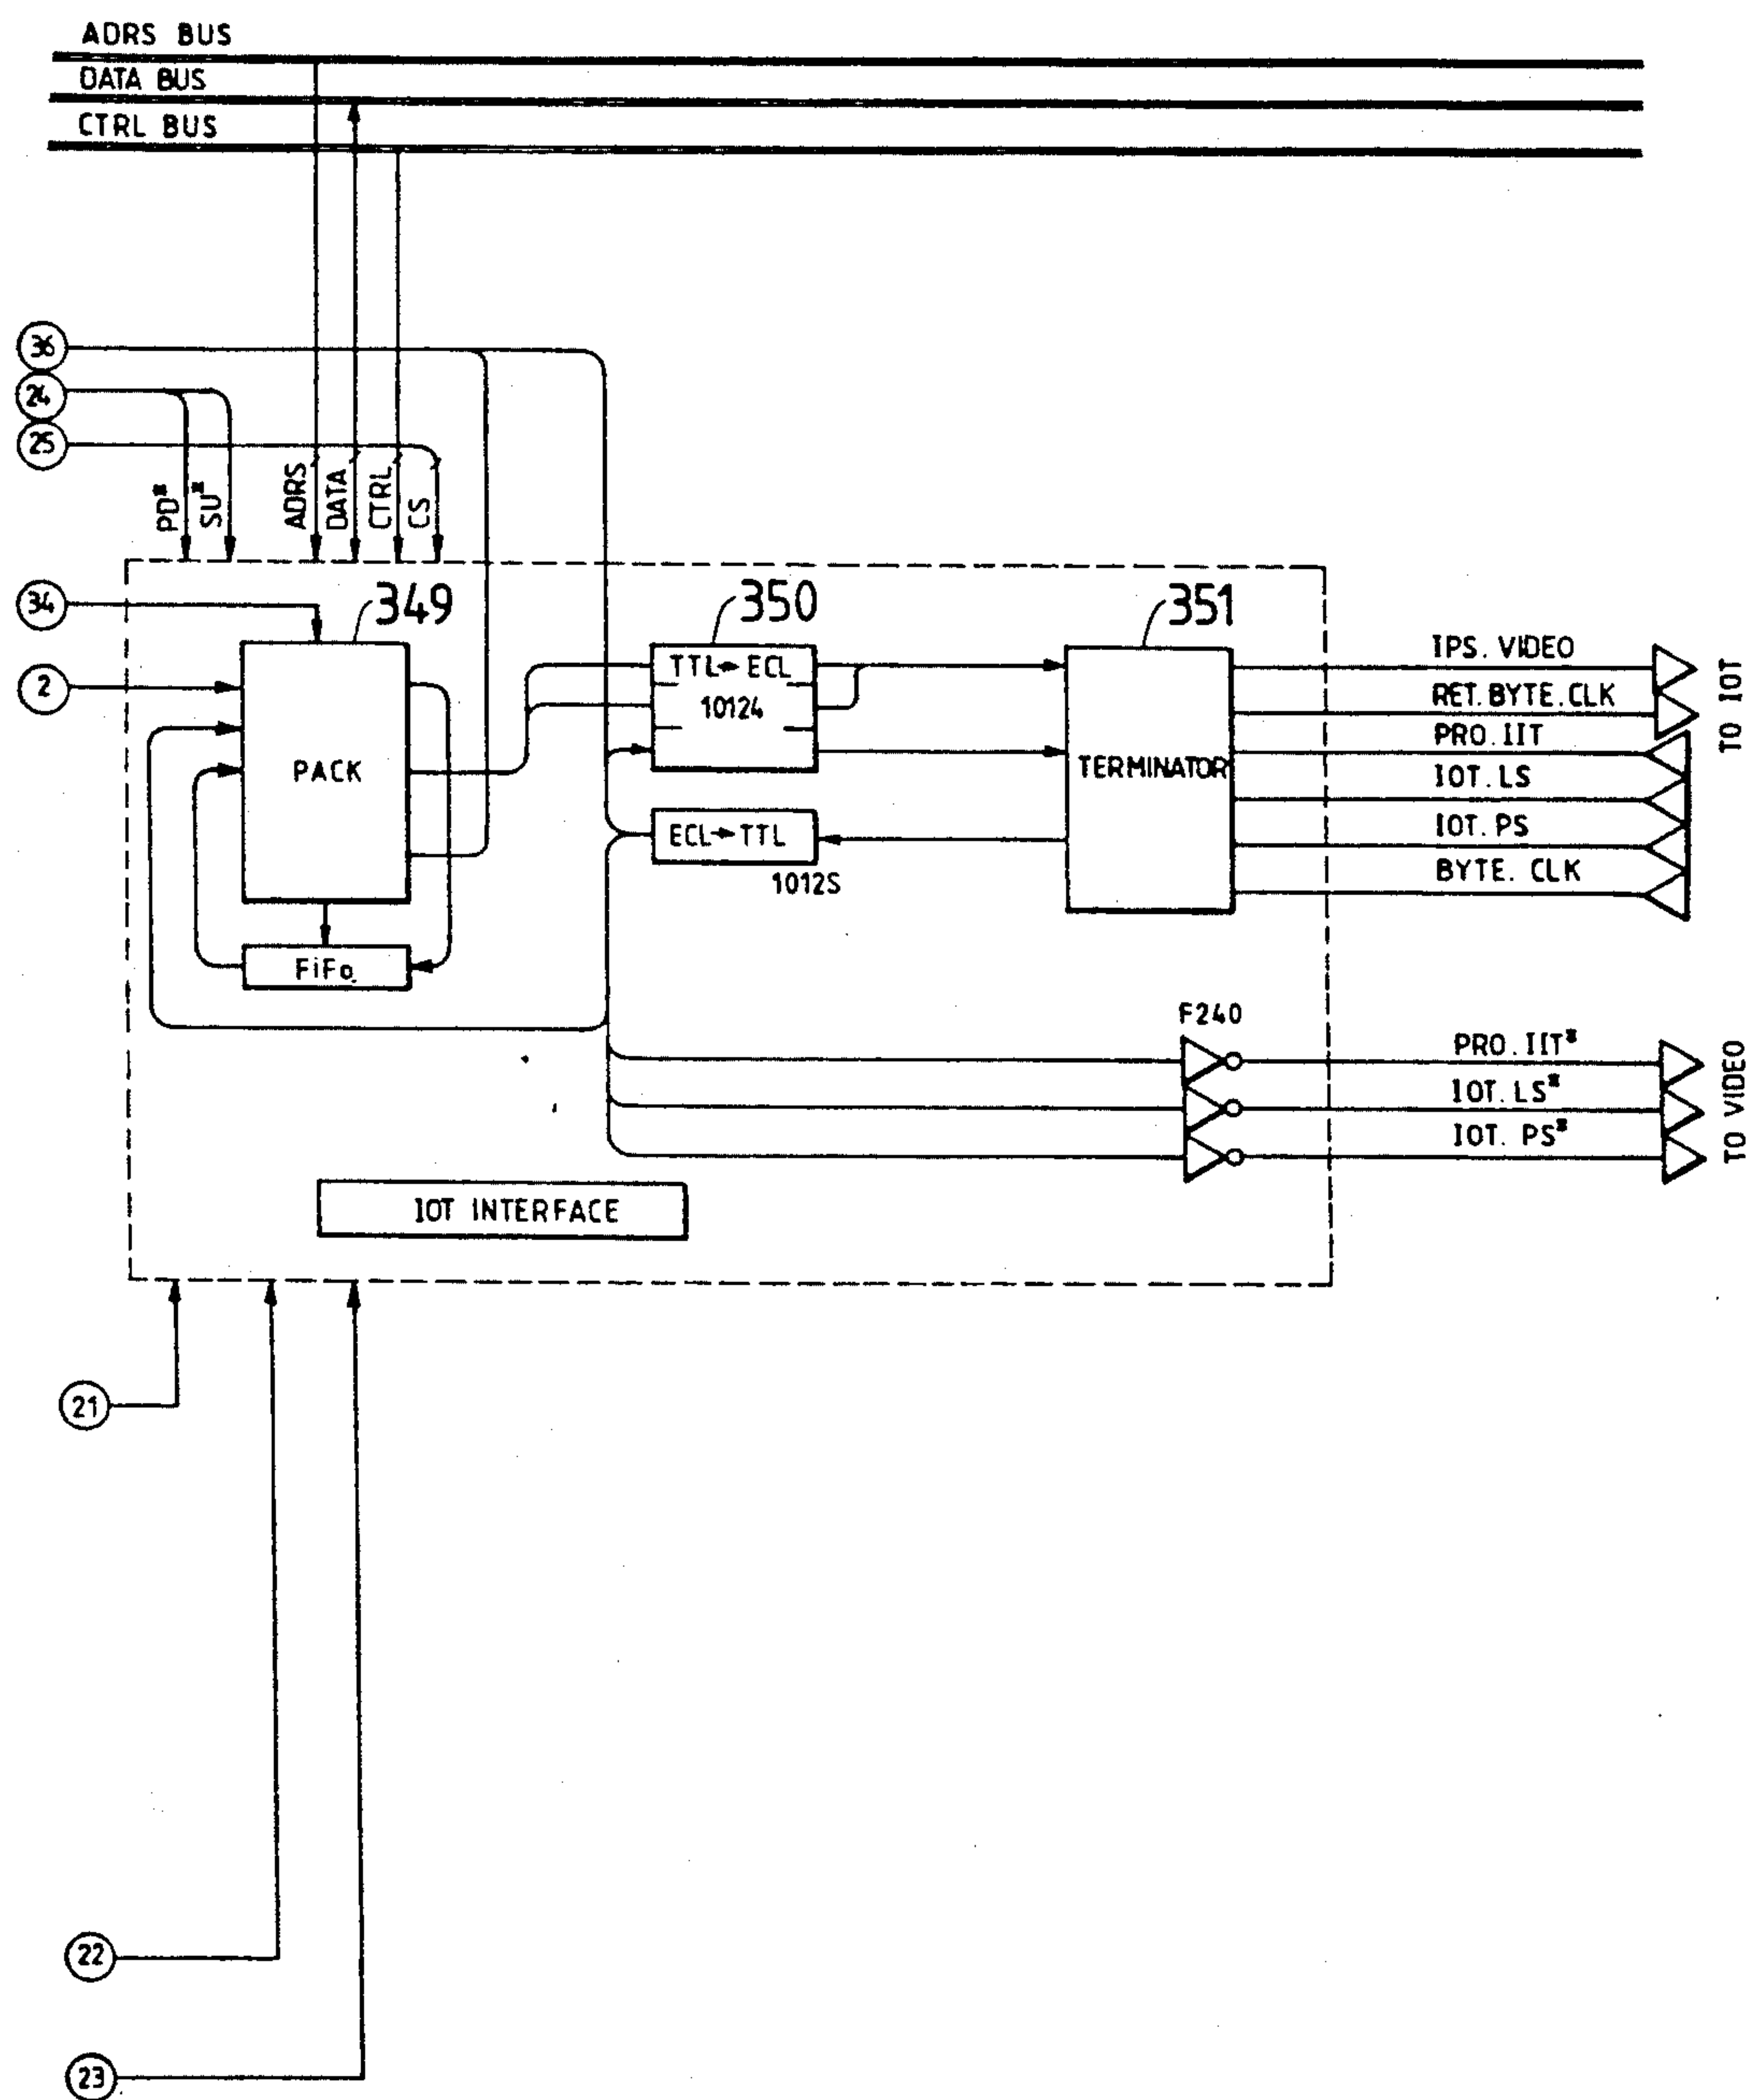 ADRS BUS
DATA BUS
CTRL BUS
36
24
25
PD*
SU*
ADRS
DATA
CTRL
CS
34
349
350
351
2
TTL→ECL
10124
PACK
TERMINATOR
ECL→TTL
1012S
FiFo
IPS. VIDEO
RET. BYTE. CLK
PRO. IIT
IOT. LS
IOT. PS
BYTE. CLK
TO IOT
F240
PRO. IIT*
IOT. LS*
IOT. PS*
TO VIDEO
IOT INTERFACE
21
22
23